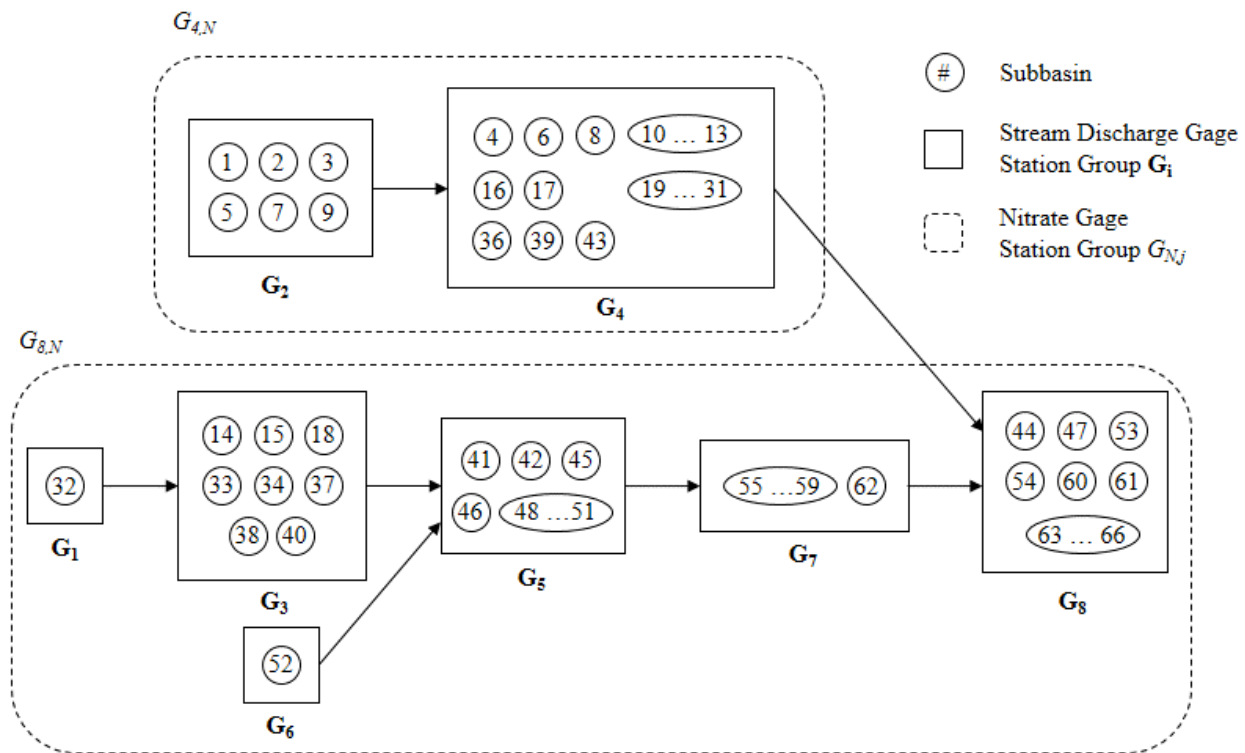 G4,N
1 2 3
5 7 9
G2
4 6 8 10 ... 13
16 17 19 ... 31
36 39 43
G4
# Subbasin
Stream Discharge Gage
Station Group Gi
Nitrate Gage
Station Group GN,j
G8,N
32
G1
14 15 18
33 34 37
38 40
G3
52
G6
41 42 45
46 48 ...51
G5
55 ...59 62
G7
44 47 53
54 60 61
63 ... 66
G8